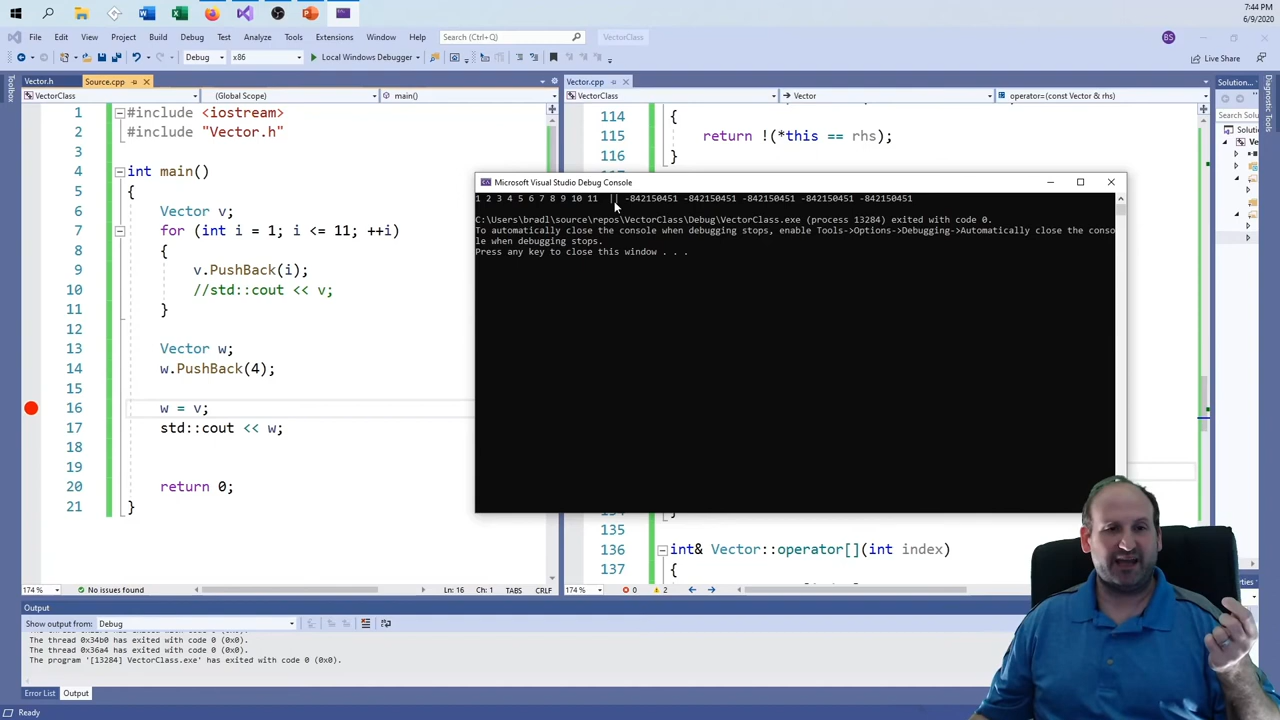 7:44 PM
6/9/2020
File Edit View Project Build Debug Test Analyze Tools Extensions Window Help Search (Ctrl+Q) VectorClass BS
Debug x86 Local Windows Debugger Live Share
Toolbox
Vector.h Source.cpp
VectorClass (Global Scope) main()
1 #include <iostream>
2 #include "Vector.h"
3
4 int main()
5 {
6 Vector v;
7 for (int i = 1; i <= 11; ++i)
8 {
9 v.PushBack(i);
10 //std::cout << v;
11 }
12
13 Vector w;
14 w.PushBack(4);
15
16 w = v;
17 std::cout << w;
18
19
20 return 0;
21 }
174 % No issues found Ln: 16 Ch: 1 TABS CRLF
Vector.cpp
VectorClass Vector operator=(const Vector & rhs)
114 {
115 return !(*this == rhs);
116 }
135
136 int& Vector::operator[](int index)
137 {
174 % 0 2
Solution...
Search So
Soluti
Diagnostic Tools
Microsoft Visual Studio Debug Console
1 2 3 4 5 6 7 8 9 10 11 || -842150451 -842150451 -842150451 -842150451 -842150451
C:\Users\bradl\source\repos\VectorClass\Debug\VectorClass.exe (process 13284) exited with code 0.
To automatically close the console when debugging stops, enable Tools->Options->Debugging->Automatically close the conso
le when debugging stops.
Press any key to close this window . . .
Output
Show output from: Debug
The thread 0x34b0 has exited with code 0 (0x0).
The thread 0x36a4 has exited with code 0 (0x0).
The program '[13284] VectorClass.exe' has exited with code 0 (0x0).
Error List Output
Ready